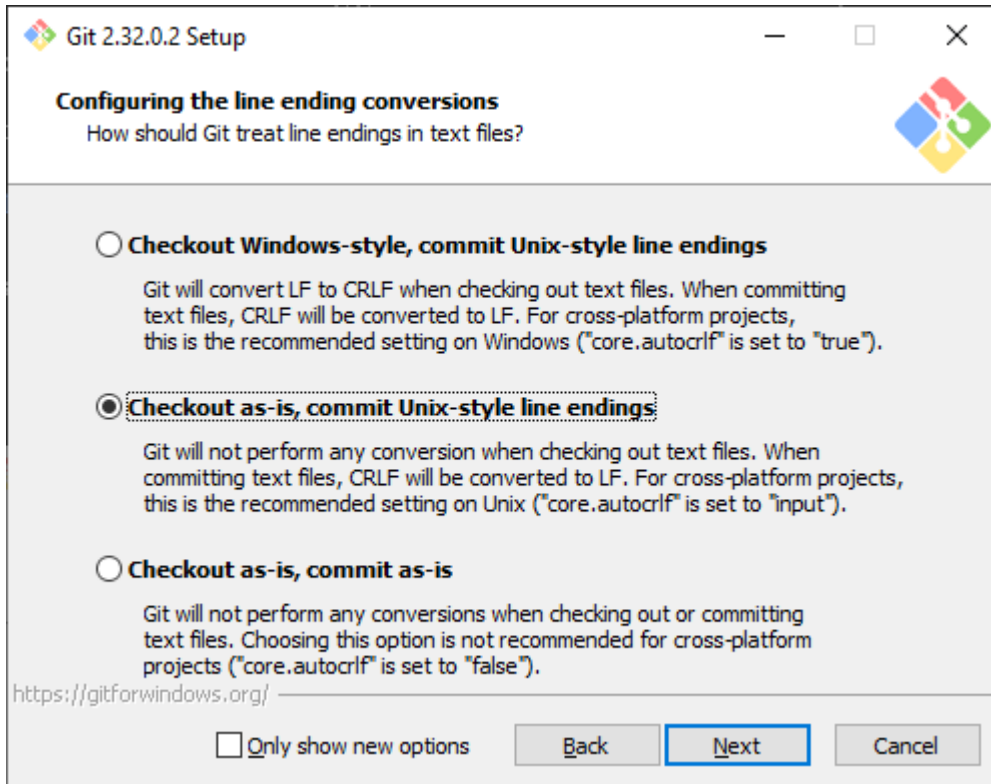 Git 2.32.0.2 Setup
Configuring the line ending conversions
How should Git treat line endings in text files?
Checkout Windows-style, commit Unix-style line endings
Git will convert LF to CRLF when checking out text files. When committing
text files, CRLF will be converted to LF. For cross-platform projects,
this is the recommended setting on Windows ("core.autocrlf" is set to "true").
Checkout as-is, commit Unix-style line endings
Git will not perform any conversion when checking out text files. When
committing text files, CRLF will be converted to LF. For cross-platform projects,
this is the recommended setting on Unix ("core.autocrlf" is set to "input").
Checkout as-is, commit as-is
Git will not perform any conversions when checking out or committing
text files. Choosing this option is not recommended for cross-platform
projects ("core.autocrlf" is set to "false").
https://gitforwindows.org/
Only show new options
Back
Next
Cancel